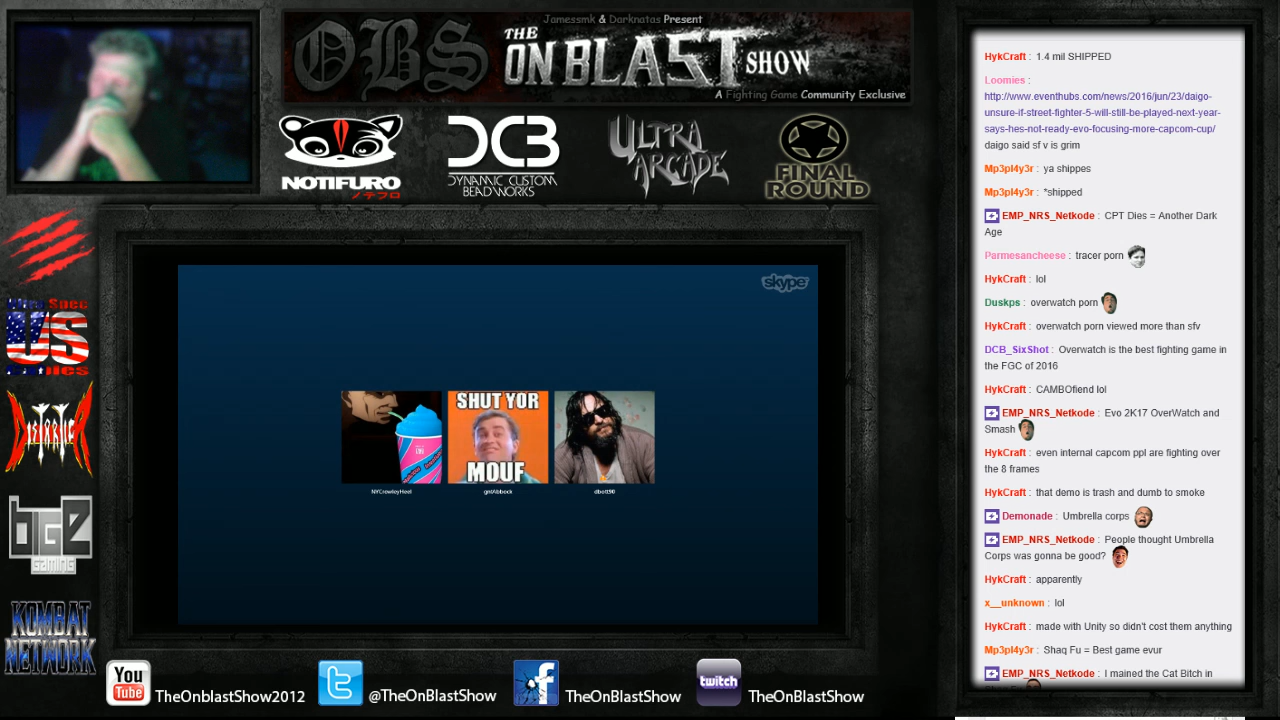 Jamessmk & Darknatas Present
OBS THE ON BLAST SHOW
A Fighting Game Community Exclusive
NOTIFURO
ノテフロ
DCB
DYNAMIC CUSTOM
BEADWORKS
ULTRA
ARCADE
FINAL
ROUND
US
BIGE
GAMING
KOMBAT
NETWORK
skype
SHUT YOR
MOUF
NYCrowleyHeel
dbott90
You
Tube
TheOnblastShow2012
@TheOnBlastShow
TheOnBlastShow
twitch
TheOnBlastShow
HykCraft : 1.4 mil SHIPPED
Loomies :
http://www.eventhubs.com/news/2016/jun/23/daigo-
unsure-if-street-fighter-5-will-still-be-played-next-year-
says-hes-not-ready-evo-focusing-more-capcom-cup/
daigo said sf v is grim
Mp3pl4y3r : ya shippes
Mp3pl4y3r : *shipped
EMP_NRS_Netkode : CPT Dies = Another Dark
Age
Parmesancheese : tracer porn
HykCraft : lol
Duskps : overwatch porn
HykCraft : overwatch porn viewed more than sfv
DCB_SixShot : Overwatch is the best fighting game in
the FGC of 2016
HykCraft : CAMBOfiend lol
EMP_NRS_Netkode : Evo 2K17 OverWatch and
Smash
HykCraft : even internal capcom ppl are fighting over
the 8 frames
HykCraft : that demo is trash and dumb to smoke
Demonade : Umbrella corps
EMP_NRS_Netkode : People thought Umbrella
Corps was gonna be good?
HykCraft : apparently
x__unknown : lol
HykCraft : made with Unity so didn't cost them anything
Mp3pl4y3r : Shaq Fu = Best game evur
EMP_NRS_Netkode : I mained the Cat Bitch in